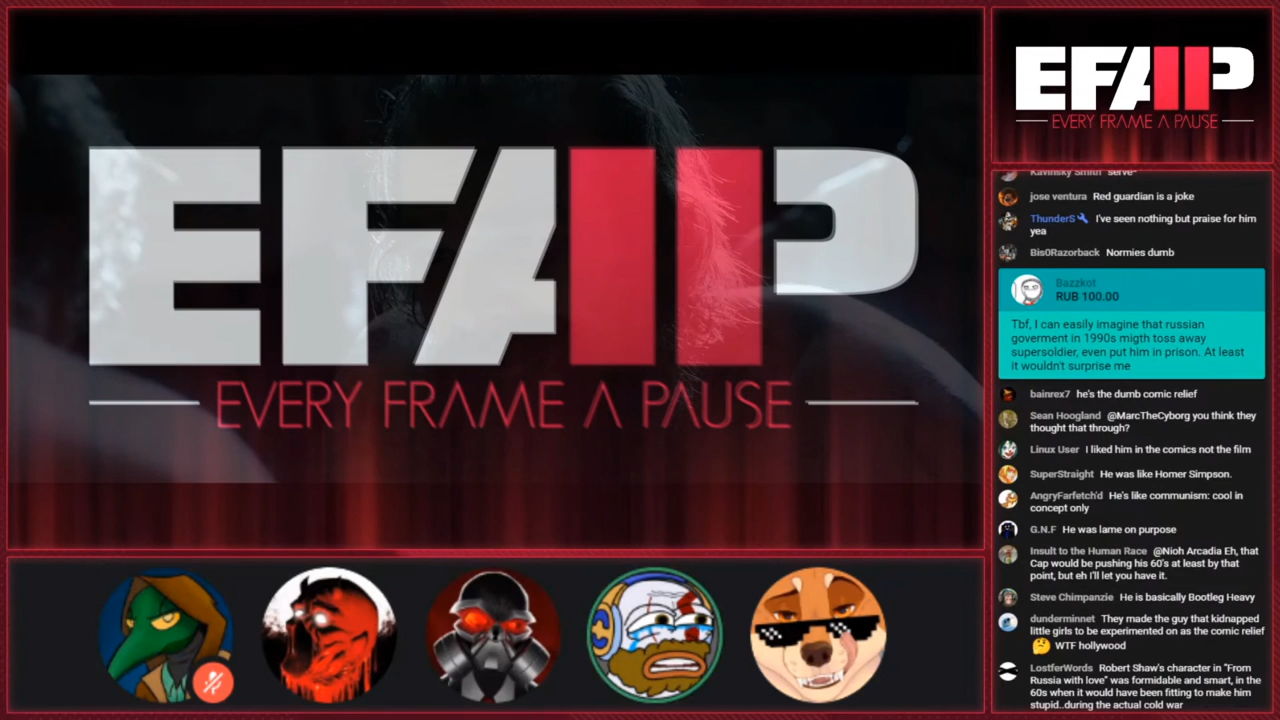 EFAP
EVERY FRAME A PAUSE
EFAP
EVERY FRAME A PAUSE
Kavinsky Smith serve*
jose ventura Red guardian is a joke
ThunderS I've seen nothing but praise for him
yea
Bis0Razorback Normies dumb
Bazzkot
RUB 100.00
Tbf, I can easily imagine that russian
goverment in 1990s migth toss away
supersoldier, even put him in prison. At least
it wouldn't surprise me
bainrex7 he's the dumb comic relief
Sean Hoogland @MarcTheCyborg you think they
thought that through?
Linux User I liked him in the comics not the film
SuperStraight He was like Homer Simpson.
AngryFarfetch'd He's like communism: cool in
concept only
G.N.F He was lame on purpose
Insult to the Human Race @Nioh Arcadia Eh, that
Cap would be pushing his 60's at least by that
point, but eh I'll let you have it.
Steve Chimpanzie He is basically Bootleg Heavy
dunderminnet They made the guy that kidnapped
little girls to be experimented on as the comic relief
WTF hollywood
LostferWords Robert Shaw's character in "From
Russia with love" was formidable and smart, in the
60s when it would have been fitting to make him
stupid..during the actual cold war